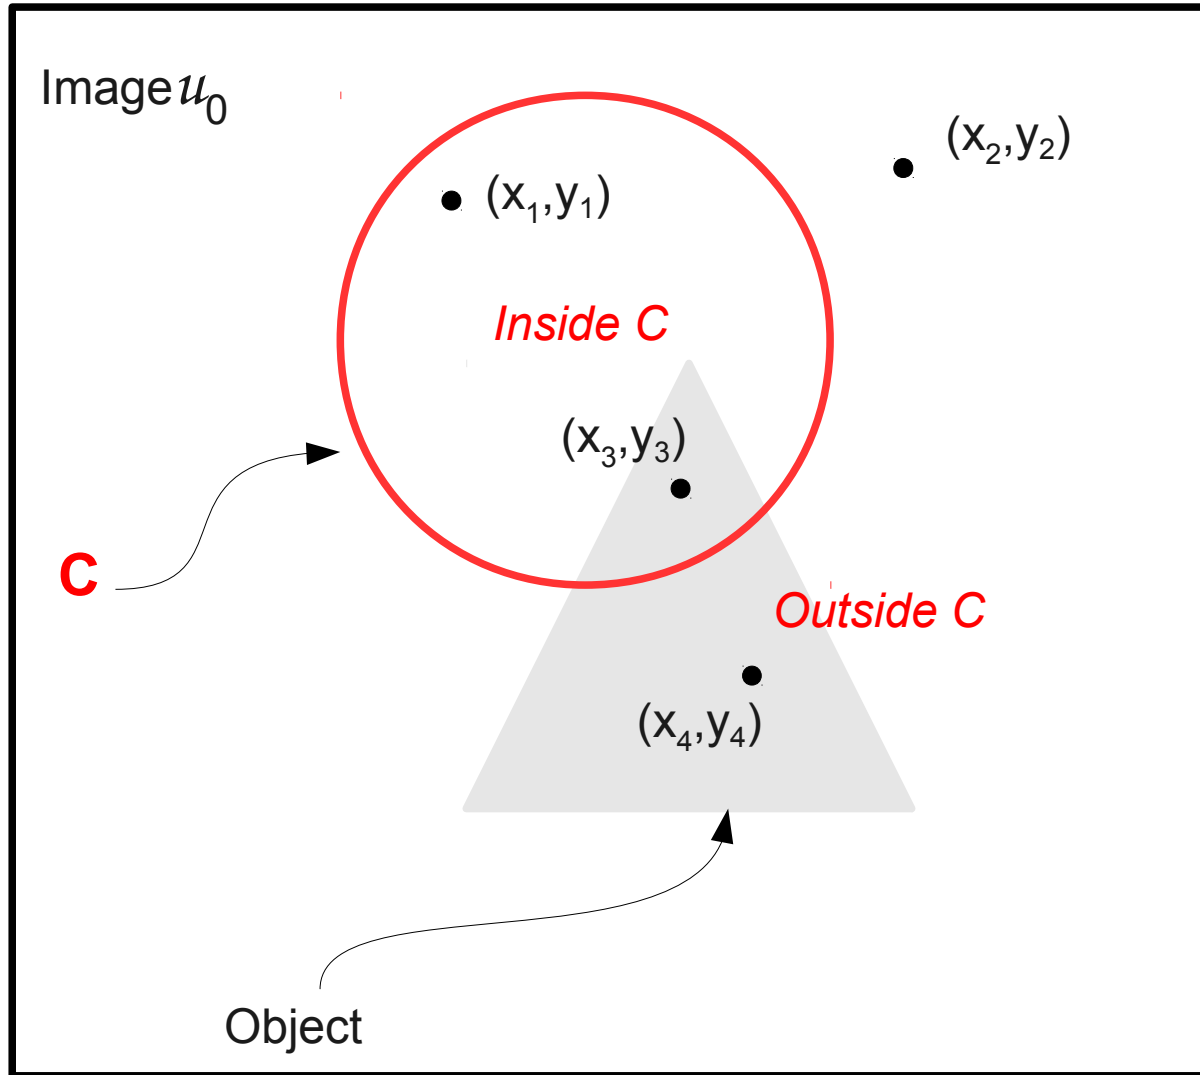 Image u₀
(x₂,y₂)
(x₁,y₁)
Inside C
(x₃,y₃)
C
Outside C
(x₄,y₄)
Object